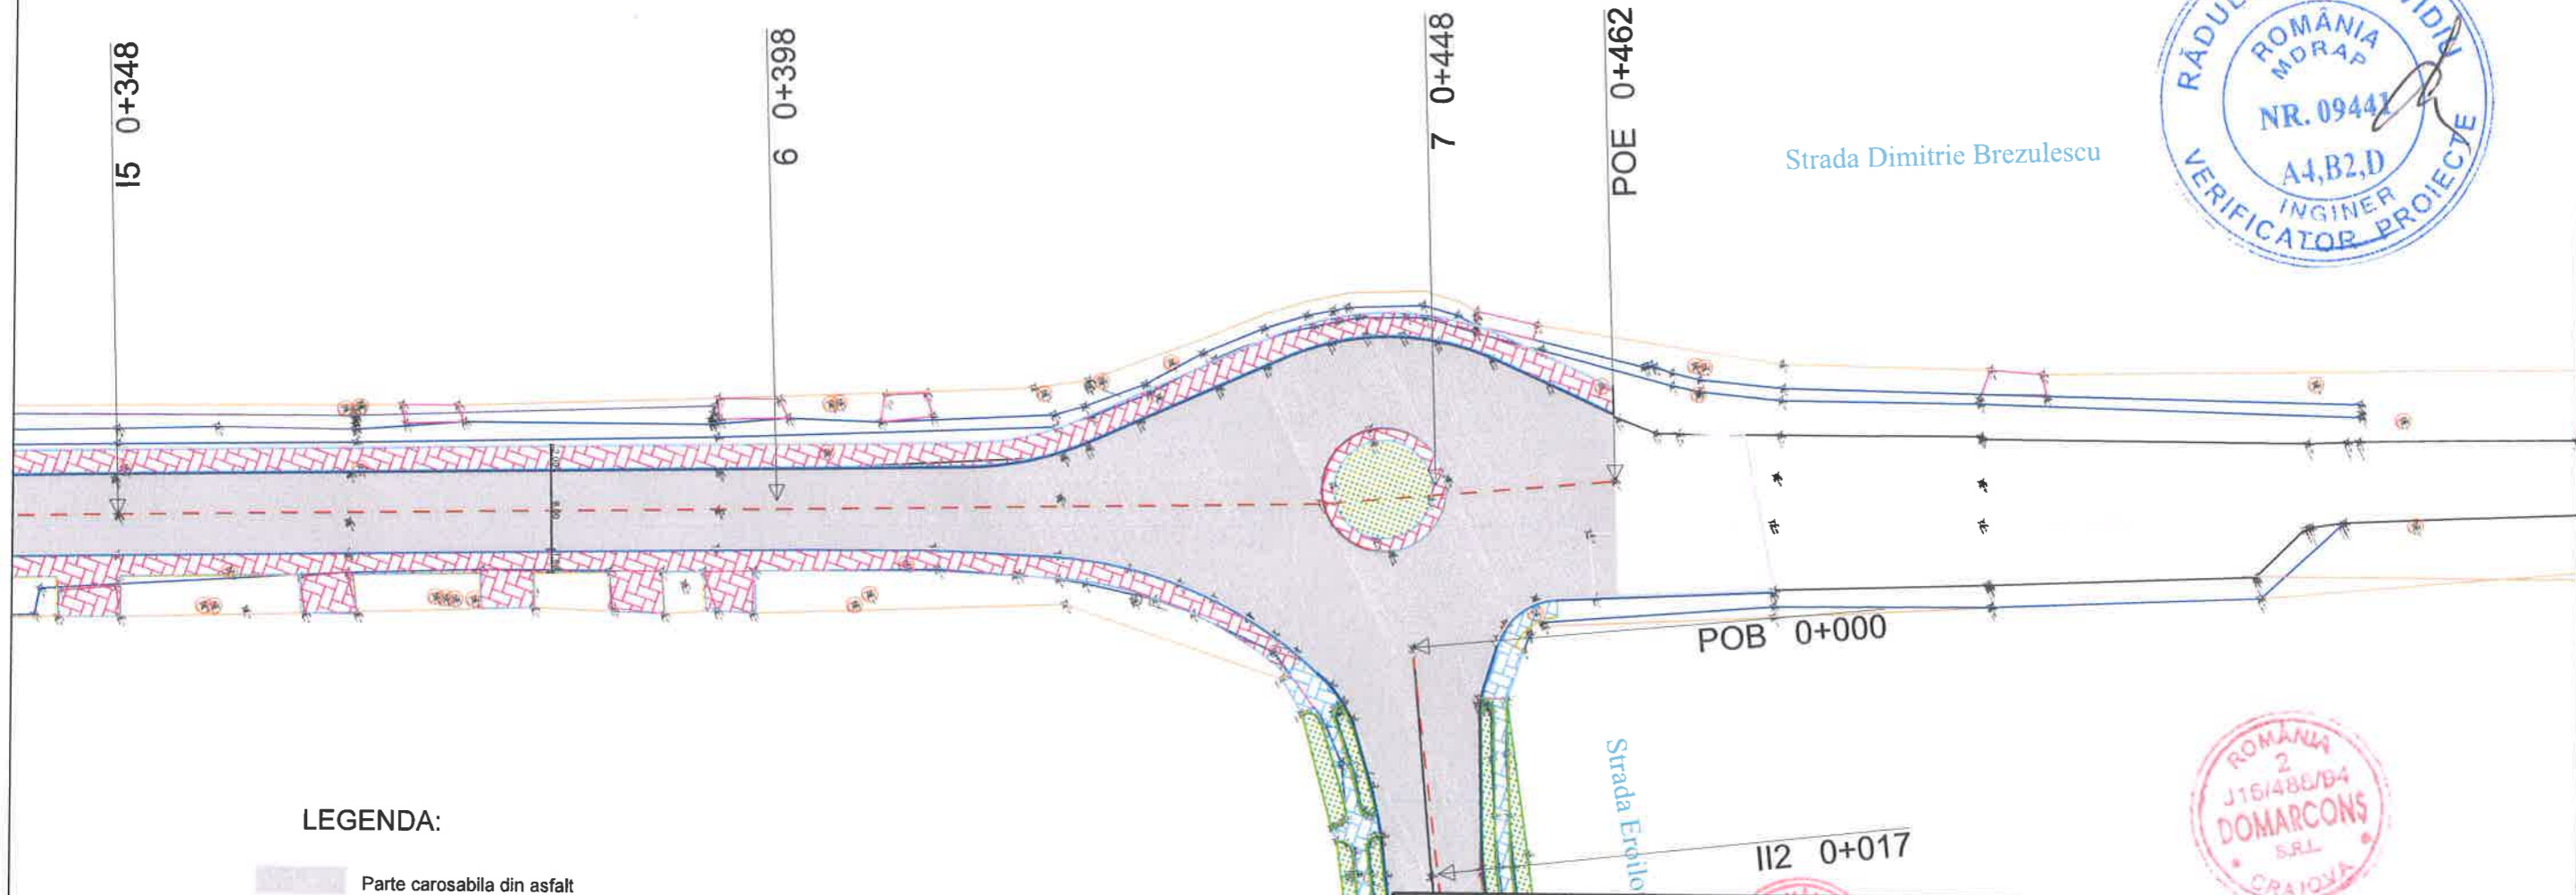 I5 0+348
6 0+398
7 0+448
POE 0+462
Strada Dimitrie Brezulescu
ROMÂNIA
MDRAP
NR. 09441
A4,B2,D
INGINER
VERIFICATOR PROIECTE
POB 0+000
Strada Eroilo
II2 0+017
ROMÂNIA
2
J16/488/94
DOMARCONS
S.R.L.
CRAIOVA
LEGENDA:
Parte carosabila din asfalt